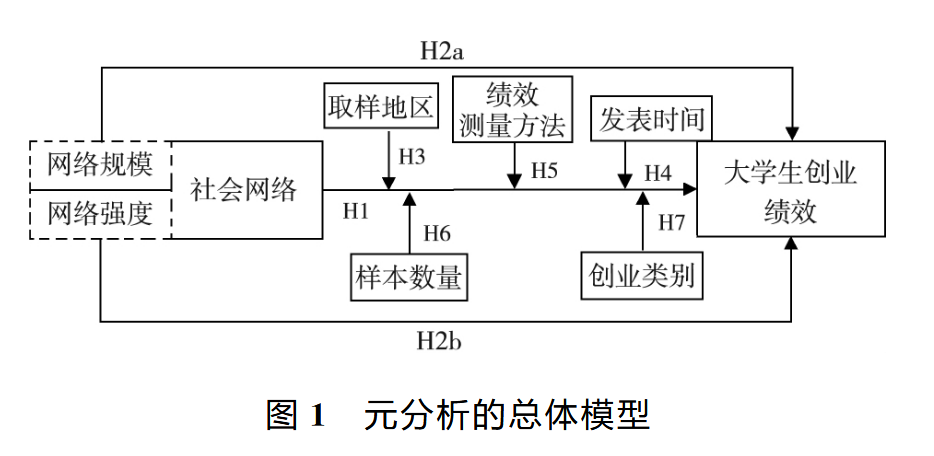 H2a
取样地区
绩效
测量方法
发表时间
网络规模
网络强度
社会网络
H3
H5
H4
大学生创业
绩效
H1
H6
H7
样本数量
创业类别
H2b
图 1 元分析的总体模型